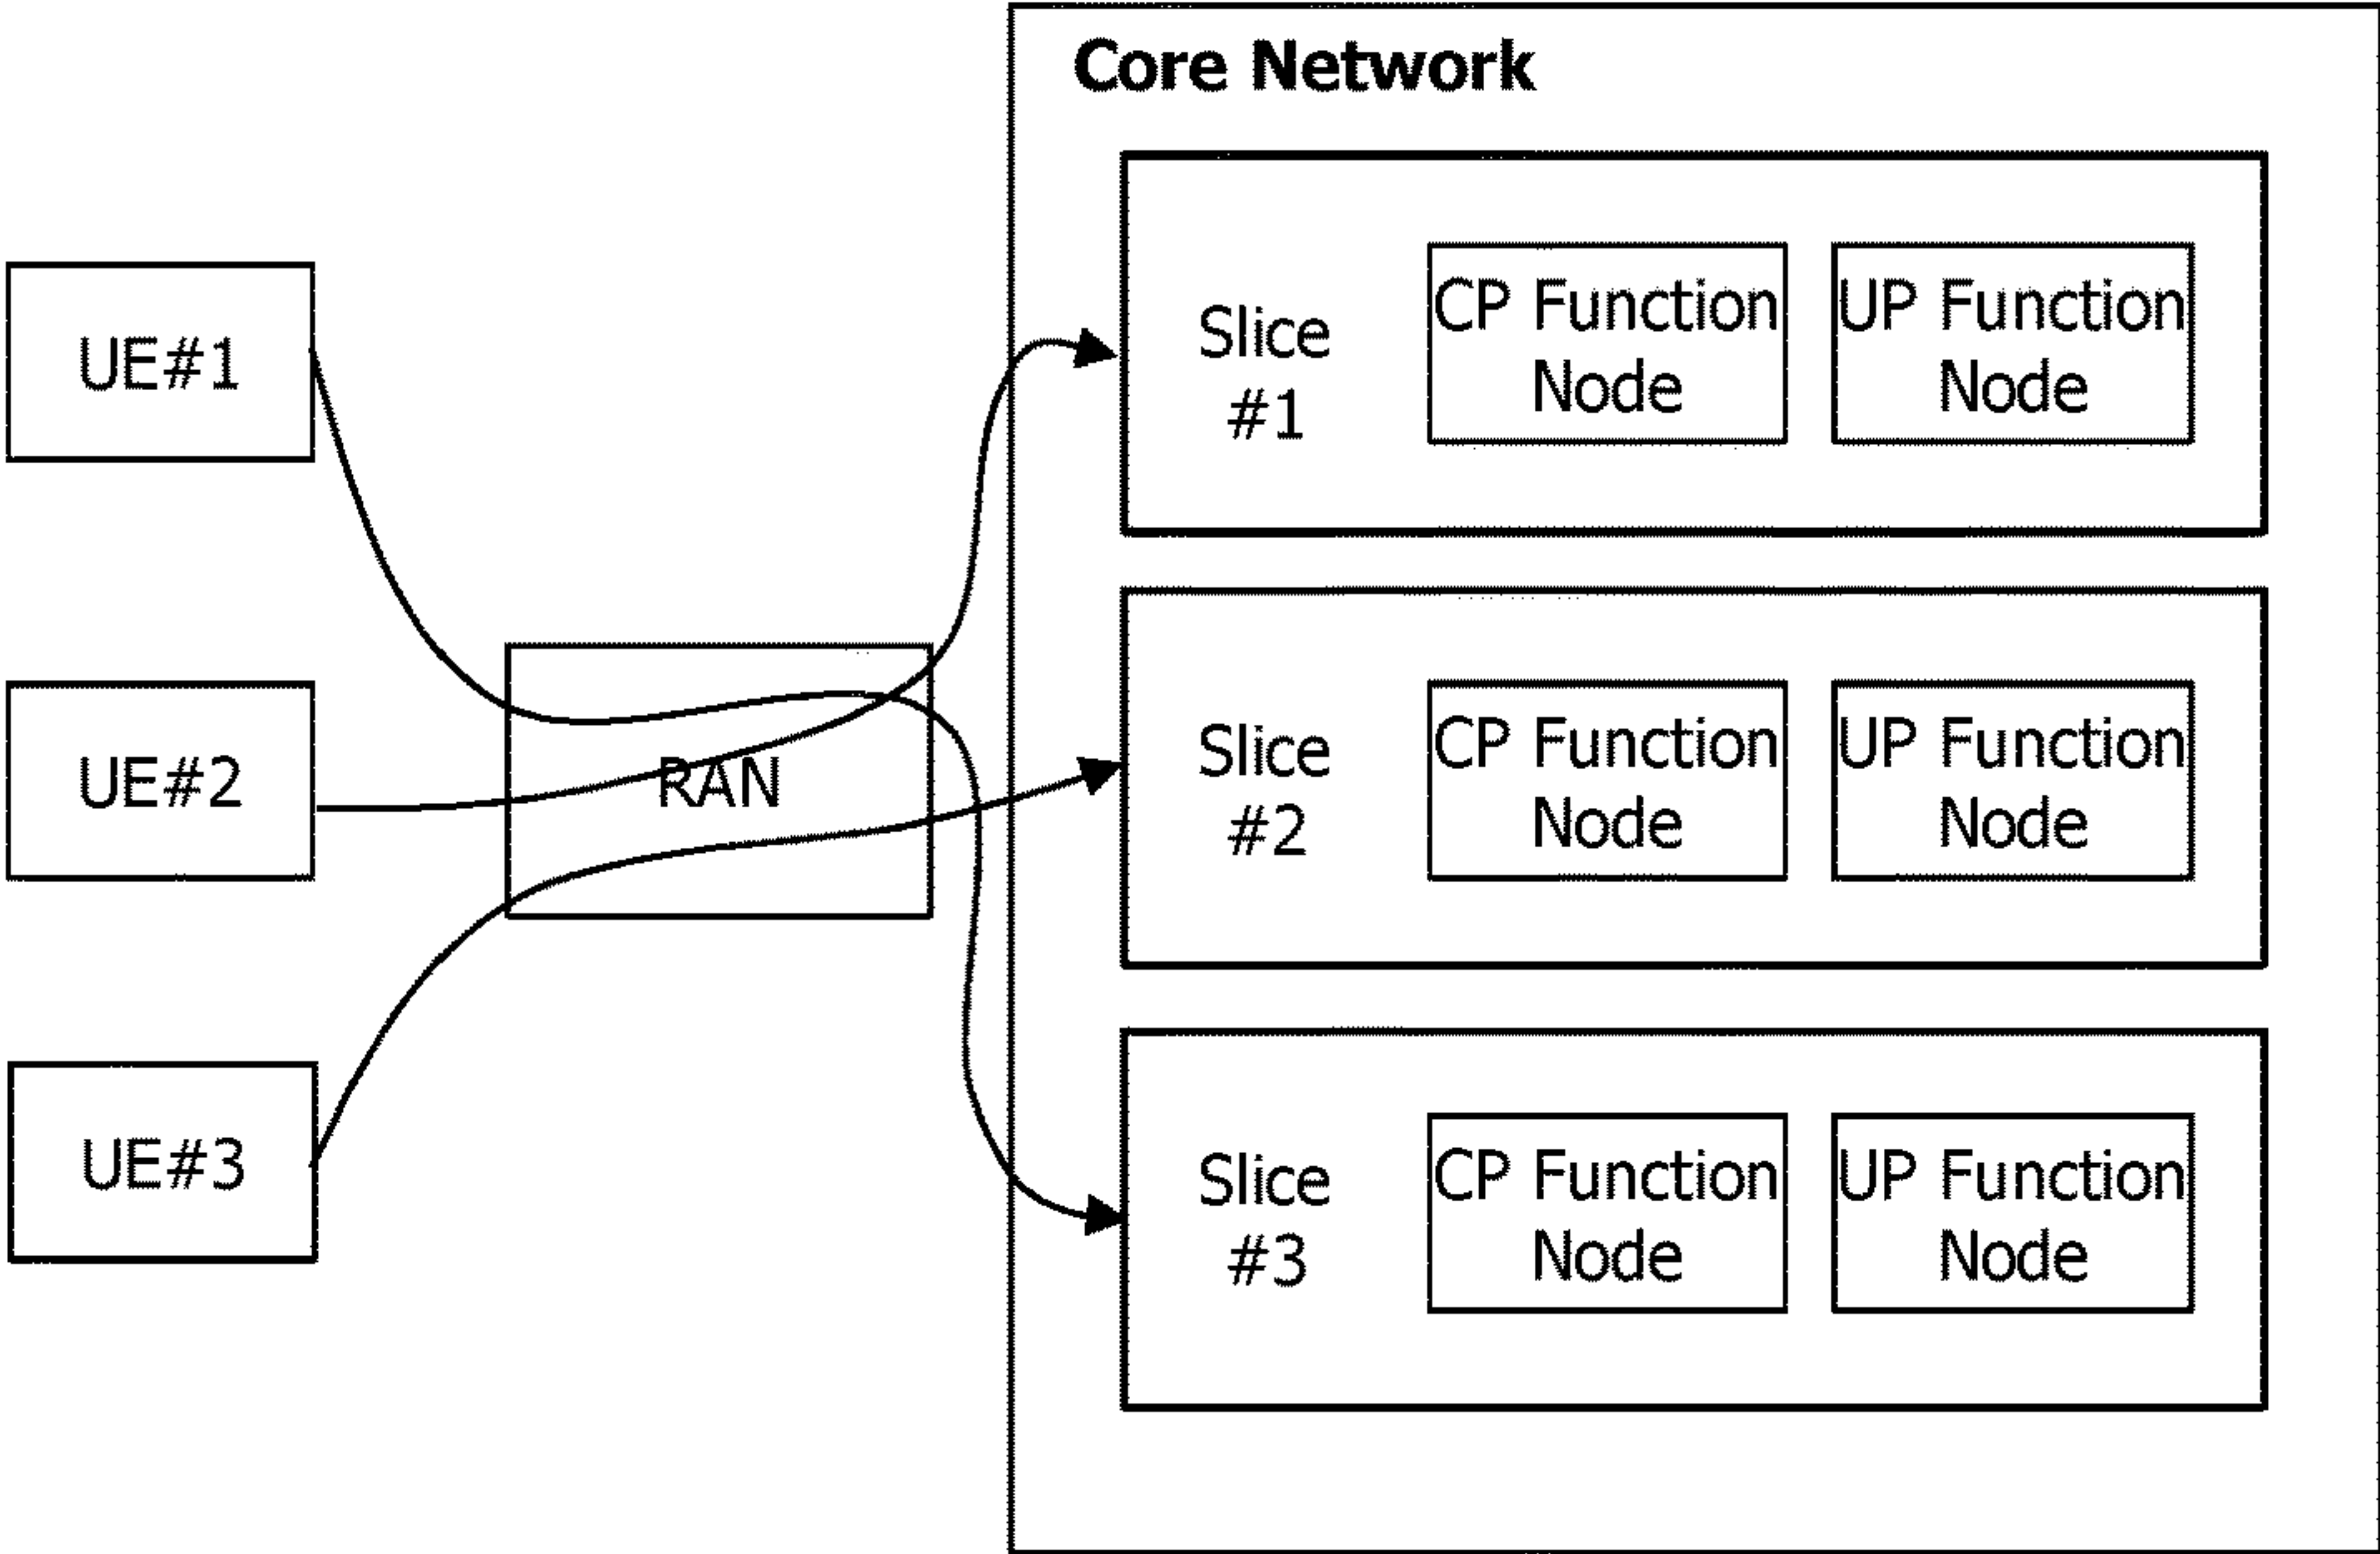 Core Network
UE#1
UE#2
UE#3
RAN
Slice
#1
CP Function
Node
UP Function
Node
Slice
#2
CP Function
Node
UP Function
Node
Slice
#3
CP Function
Node
UP Function
Node